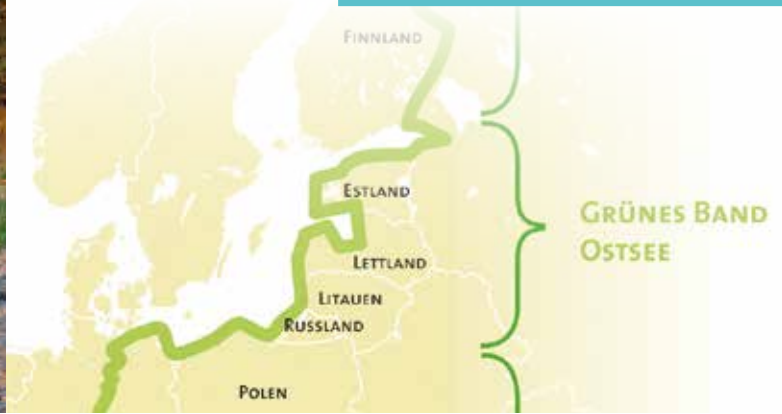 FINNLAND
ESTLAND
LETTLAND
LITAUEN
RUSSLAND
POLEN
GRÜNES BAND
OSTSEE